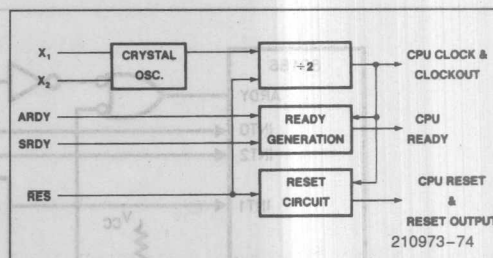 X₁
X₂
CRYSTAL
OSC.
÷2
CPU CLOCK &
CLOCKOUT
ARDY
SRDY
READY
GENERATION
CPU
READY
RES
RESET
CIRCUIT
CPU RESET
&
RESET OUTPUT
210973-74